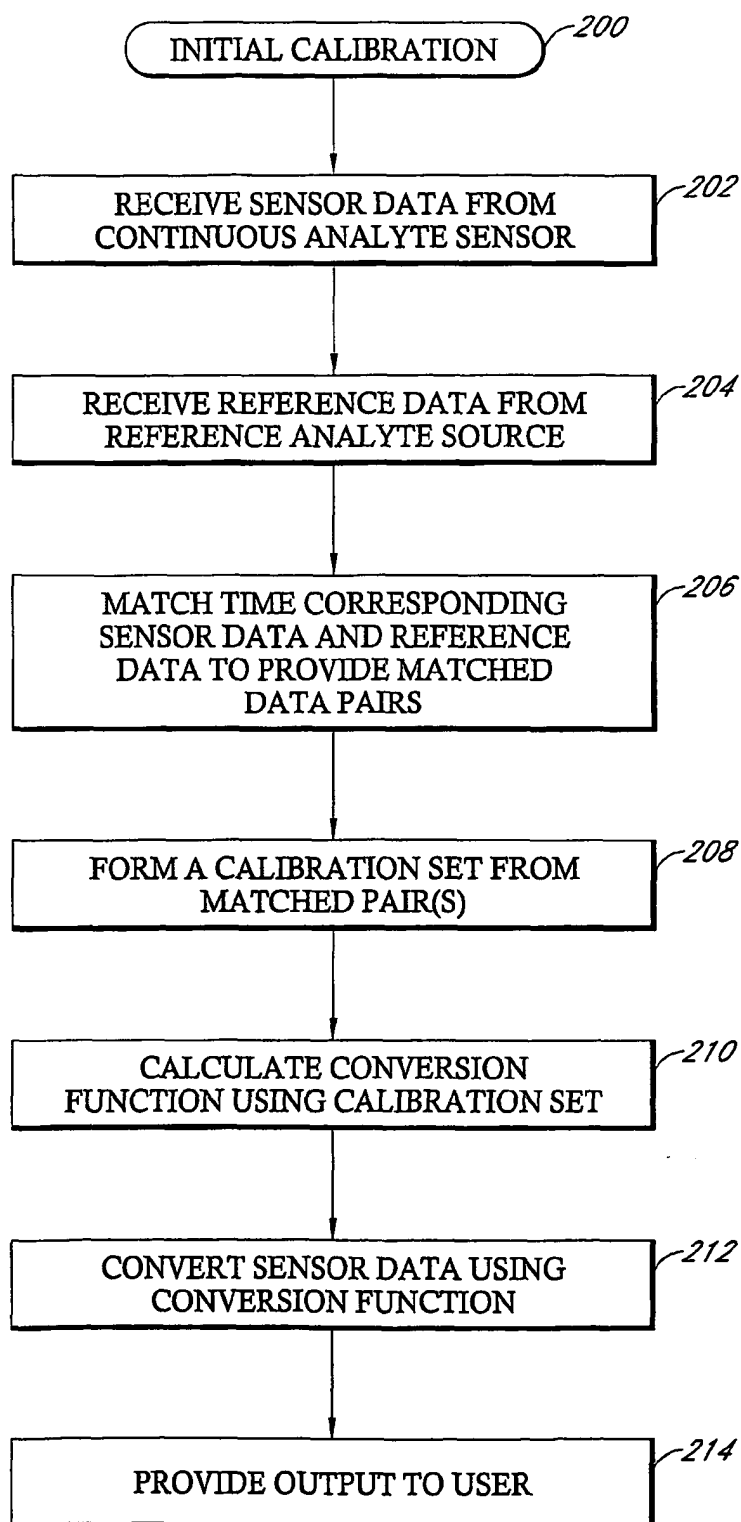 INITIAL CALIBRATION
200
RECEIVE SENSOR DATA FROM
CONTINUOUS ANALYTE SENSOR
202
RECEIVE REFERENCE DATA FROM
REFERENCE ANALYTE SOURCE
204
MATCH TIME CORRESPONDING
SENSOR DATA AND REFERENCE
DATA TO PROVIDE MATCHED
DATA PAIRS
206
FORM A CALIBRATION SET FROM
MATCHED PAIR(S)
208
CALCULATE CONVERSION
FUNCTION USING CALIBRATION SET
210
CONVERT SENSOR DATA USING
CONVERSION FUNCTION
212
PROVIDE OUTPUT TO USER
214